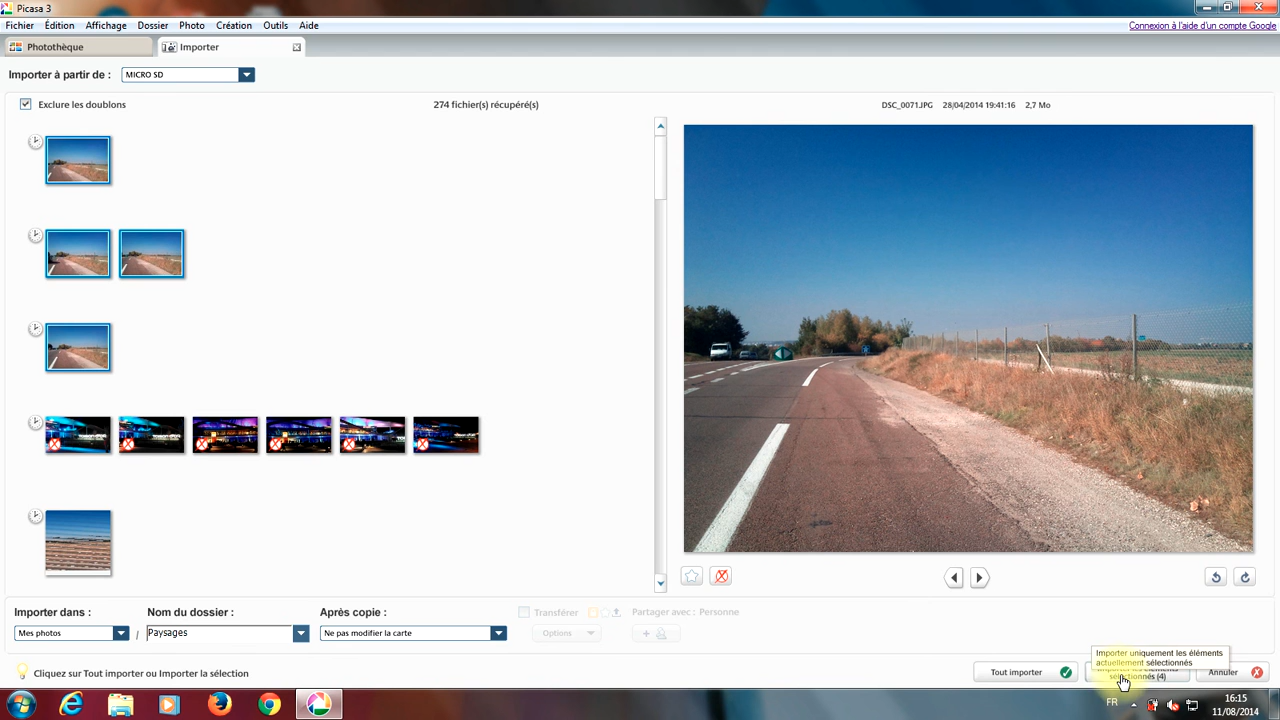 Picasa 3
Fichier Édition Affichage Dossier Photo Création Outils Aide
Connexion à l'aide d'un compte Google
Photothèque Importer
Importer à partir de : MICRO SD
Exclure les doublons 274 fichier(s) récupéré(s) DSC_0071.JPG 28/04/2014 19:41:16 2,7 Mo
Importer dans : Nom du dossier : Après copie : Transférer Partager avec : Personne
Mes photos / Paysages Ne pas modifier la carte Options
Importer uniquement les éléments
actuellement sélectionnés
Cliquez sur Tout importer ou Importer la sélection Tout importer sélectionnés (4) Annuler
FR 16:15
11/08/2014